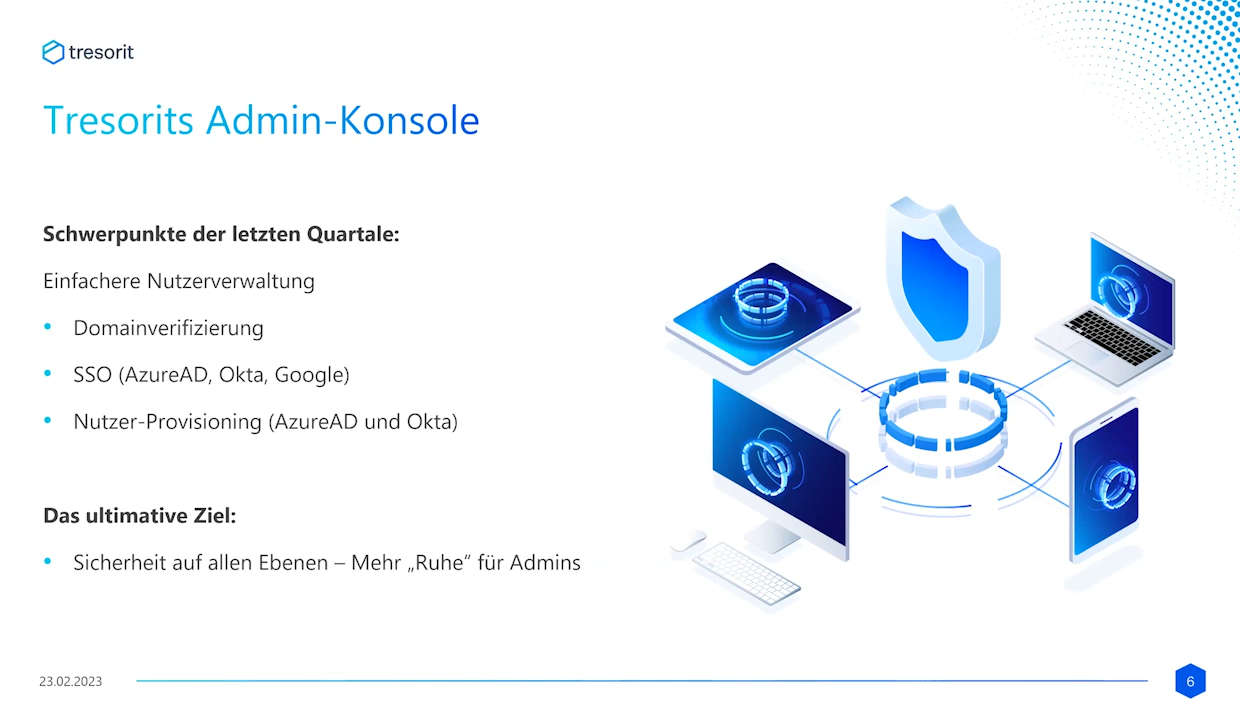 tresorit
Tresorits Admin-Konsole
Schwerpunkte der letzten Quartale:
Einfachere Nutzerverwaltung
• Domainverifizierung
• SSO (AzureAD, Okta, Google)
• Nutzer-Provisioning (AzureAD und Okta)
Das ultimative Ziel:
• Sicherheit auf allen Ebenen – Mehr „Ruhe“ für Admins
23.02.2023
6